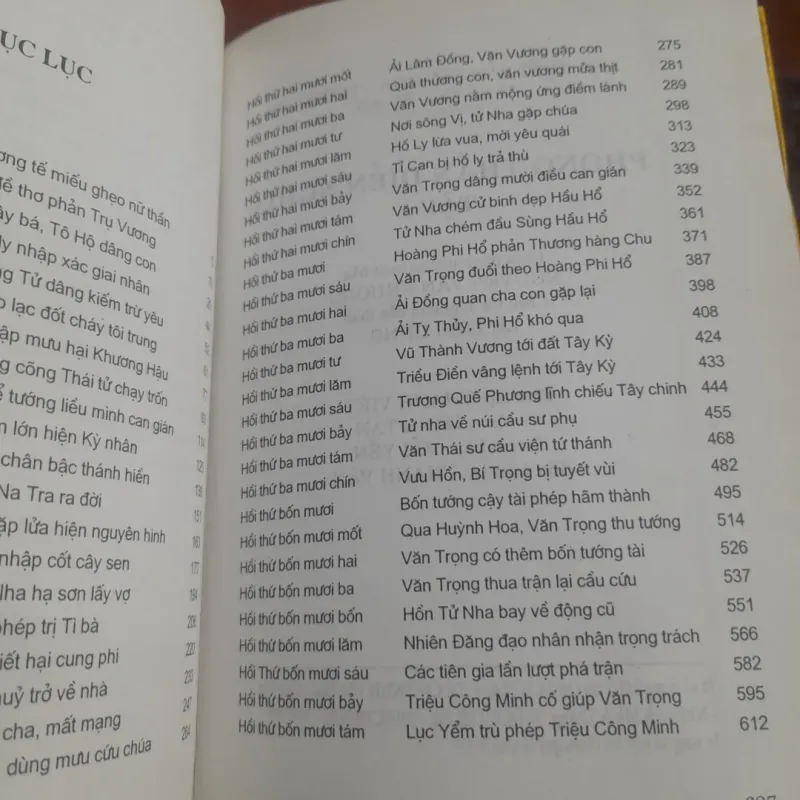 ỤC LỤC
ơng tế miếu ghẹo nữ thần
đề thơ phản Trụ Vương
ây bá, Tô Hộ dâng con
ly nhập xác giai nhân
ng Tử dâng kiếm trừ yêu
lạc đốt cháy tôi trung
ập mưu hại Khương Hậu
g cõng Thái tử chạy trốn 77
ể tướng liều mình can gián 93
n lớn hiện Kỳ nhân 114
chân bậc thánh hiền 125
Na Tra ra đời 139
ặp lửa hiện nguyên hình 151
nhập cốt cây sen 163
Nha hạ sơn lấy vợ 177
phép trị Tì bà 194
iết hại cung phi 206
uỷ trở về nhà 220
cha, mất mạng 233
dùng mưu cứu chúa 247
264
Hồi thứ hai mươi mốt Ải Lâm Đồng, Văn Vương gặp con 275
Hồi thứ hai mươi hai Quả thương con, văn vương mửa thịt 281
Hồi thứ hai mươi ba Văn Vương nằm mộng ứng điềm lành 289
Hồi thứ hai mươi tư Nơi sông Vị, tử Nha gặp chúa 298
Hồi thứ hai mươi lăm Hồ Ly lừa vua, mời yêu quái 313
Hồi thứ hai mươi sáu Tỉ Can bị hồ ly trả thù 323
Hồi thứ hai mươi bảy Văn Trọng dâng mười điều can gián 339
Hồi thứ hai mươi tám Văn Vương cử binh dẹp Hầu Hổ 352
Hồi thứ hai mươi chín Tử Nha chém đầu Sùng Hầu Hổ 361
Hồi thứ ba mươi Hoàng Phi Hổ phản Thương hàng Chu 371
Hồi thứ ba mươi sáu Văn Trọng đuổi theo Hoàng Phi Hổ 387
Hồi thứ ba mươi hai Ải Đồng quan cha con gặp lại 398
Hồi thứ ba mươi ba Ải Tỵ Thủy, Phi Hổ khó qua 408
Hồi thứ ba mươi tư Vũ Thành Vương tới đất Tây Kỳ 424
Hồi thứ ba mươi lăm Triều Điền vâng lệnh tới Tây Kỳ 433
Hồi thứ ba mươi sáu Trương Quế Phương lĩnh chiếu Tây chinh 444
Hồi thứ ba mươi bảy Tử nha về núi cầu sư phụ 455
Hồi thứ ba mươi tám Văn Thái sư cầu viện tứ thánh 468
Hồi thứ ba mươi chín Vưu Hồn, Bí Trọng bị tuyết vùi 482
Hồi thứ bốn mươi Bốn tướng cậy tài phép hãm thành 495
Hồi thứ bốn mươi mốt Qua Huỳnh Hoa, Văn Trọng thu tướng 514
Hồi thứ bốn mươi hai Văn Trọng có thêm bốn tướng tài 526
Hồi thứ bốn mươi ba Văn Trọng thua trận lại cầu cứu 537
Hồi thứ bốn mươi bốn Hồn Tử Nha bay về động cũ 551
Hồi thứ bốn mươi lăm Nhiên Đăng đạo nhân nhận trọng trách 566
Hồi Thứ bốn mươi sáu Các tiên gia lần lượt phá trận 582
Hồi thứ bốn mươi bảy Triệu Công Minh cố giúp Văn Trọng 595
Hồi thứ bốn mươi tám Lục Yểm trù phép Triệu Công Minh 612